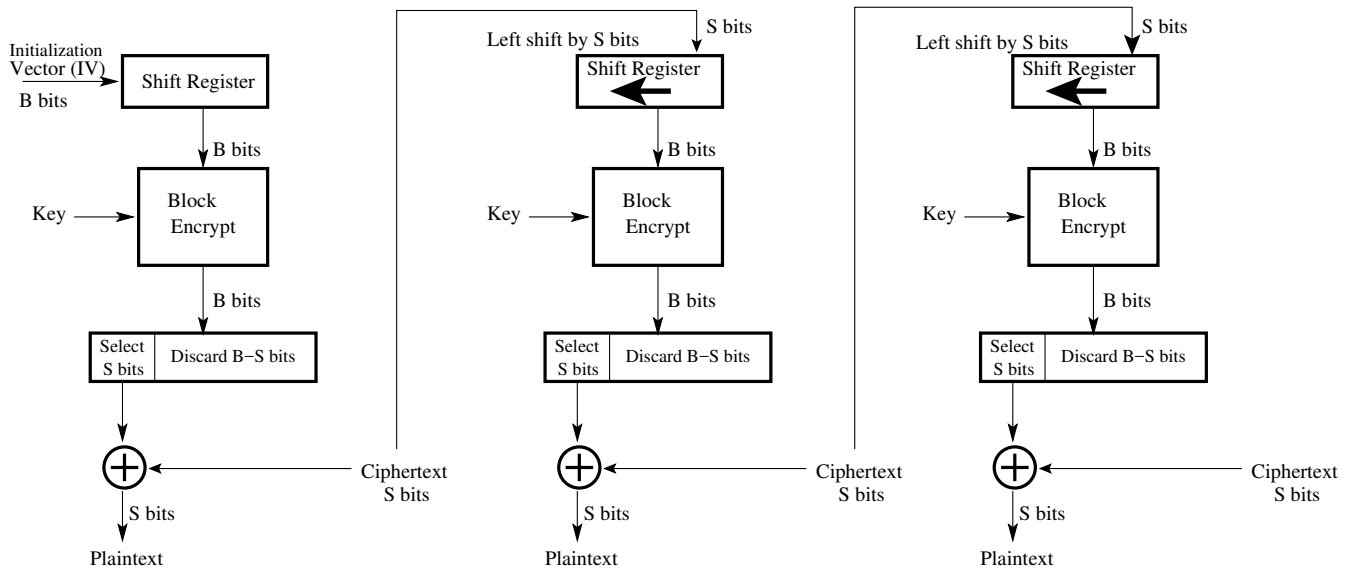 Initialization
Vector (IV)
B bits
Shift Register
B bits
Key
Block
Encrypt
B bits
Select
S bits
Discard B−S bits
S bits
Plaintext
Ciphertext
S bits
S bits
Left shift by S bits
Shift Register
B bits
Key
Block
Encrypt
B bits
Select
S bits
Discard B−S bits
S bits
Plaintext
Ciphertext
S bits
S bits
Left shift by S bits
Shift Register
B bits
Key
Block
Encrypt
B bits
Select
S bits
Discard B−S bits
S bits
Plaintext
Ciphertext
S bits